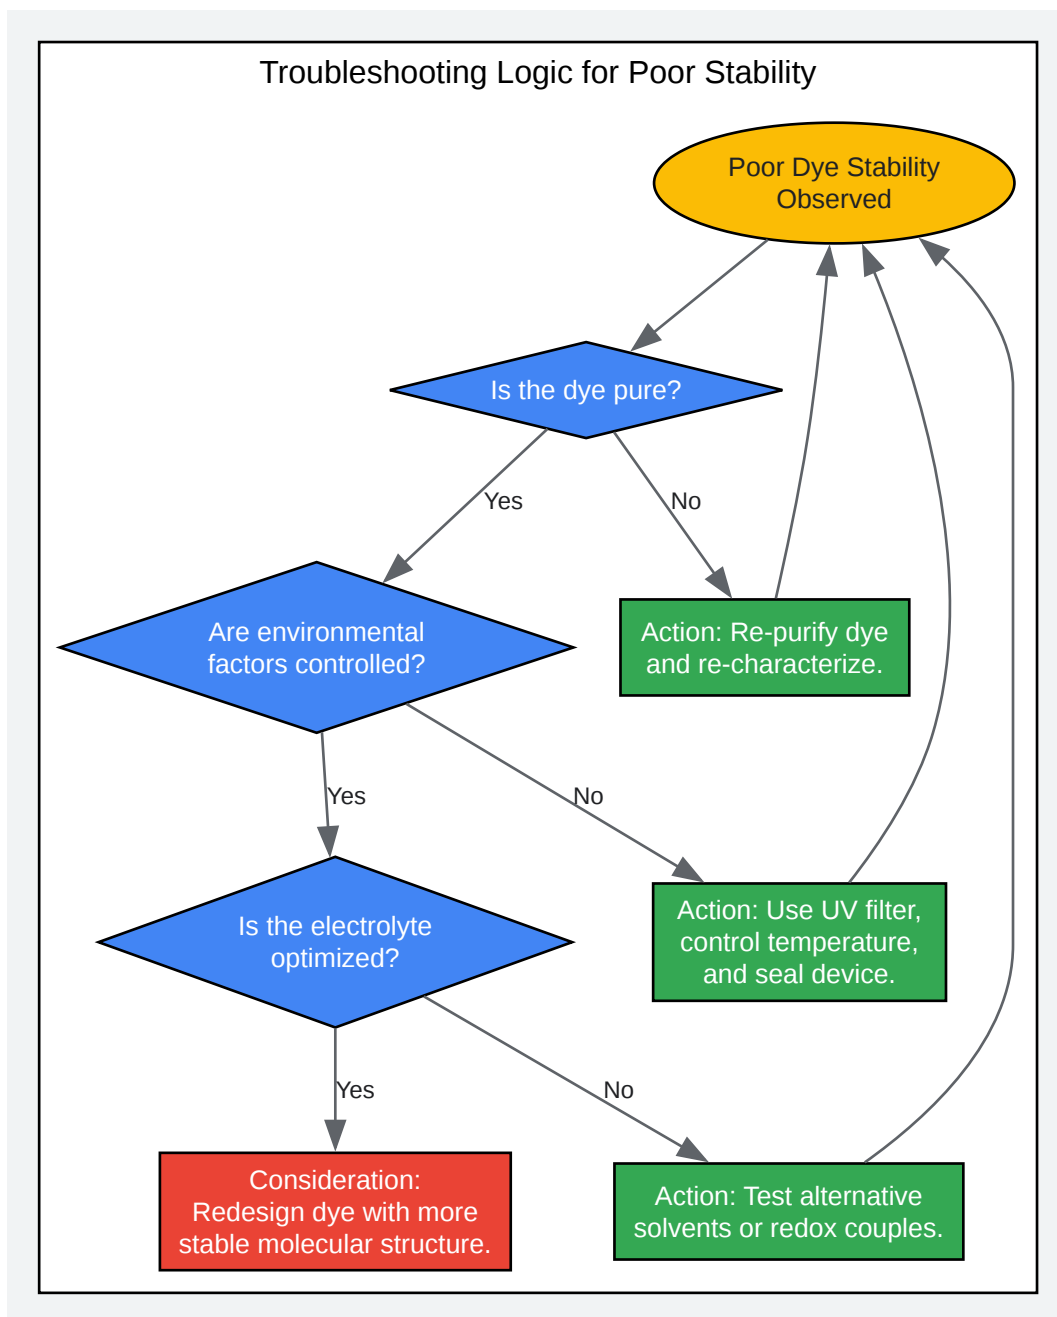 Troubleshooting Logic for Poor Stability
Poor Dye Stability
Observed
Is the dye pure?
Yes
No
Are environmental
factors controlled?
Action: Re-purify dye
and re-characterize.
Yes
No
Is the electrolyte
optimized?
Action: Use UV filter,
control temperature,
and seal device.
Yes
No
Consideration:
Redesign dye with more
stable molecular structure.
Action: Test alternative
solvents or redox couples.